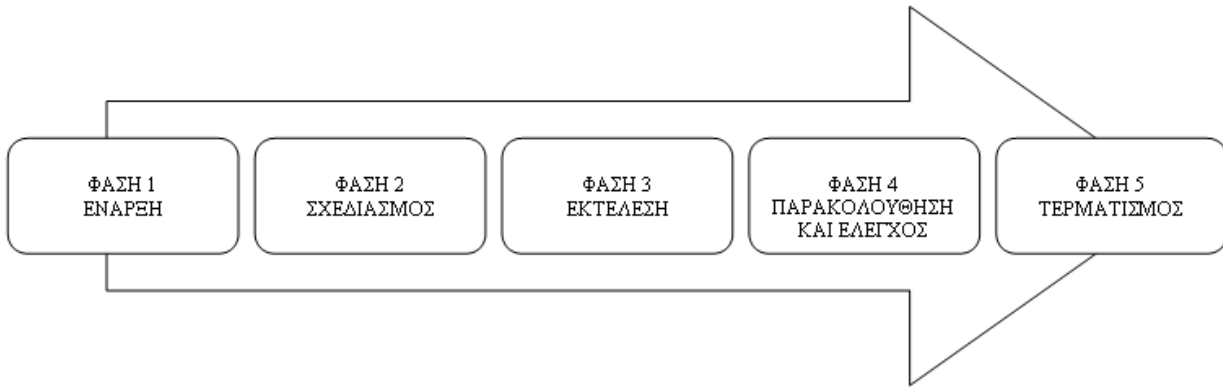 ΦΑΣΗ 1
ΕΝΑΡΞΗ
ΦΑΣΗ 2
ΣΧΕΔΙΑΣΜΟΣ
ΦΑΣΗ 3
ΕΚΤΕΛΕΣΗ
ΦΑΣΗ 4
ΠΑΡΑΚΟΛΟΥΘΗΣΗ
ΚΑΙ ΕΛΕΓΧΟΣ
ΦΑΣΗ 5
ΤΕΡΜΑΤΙΣΜΟΣ